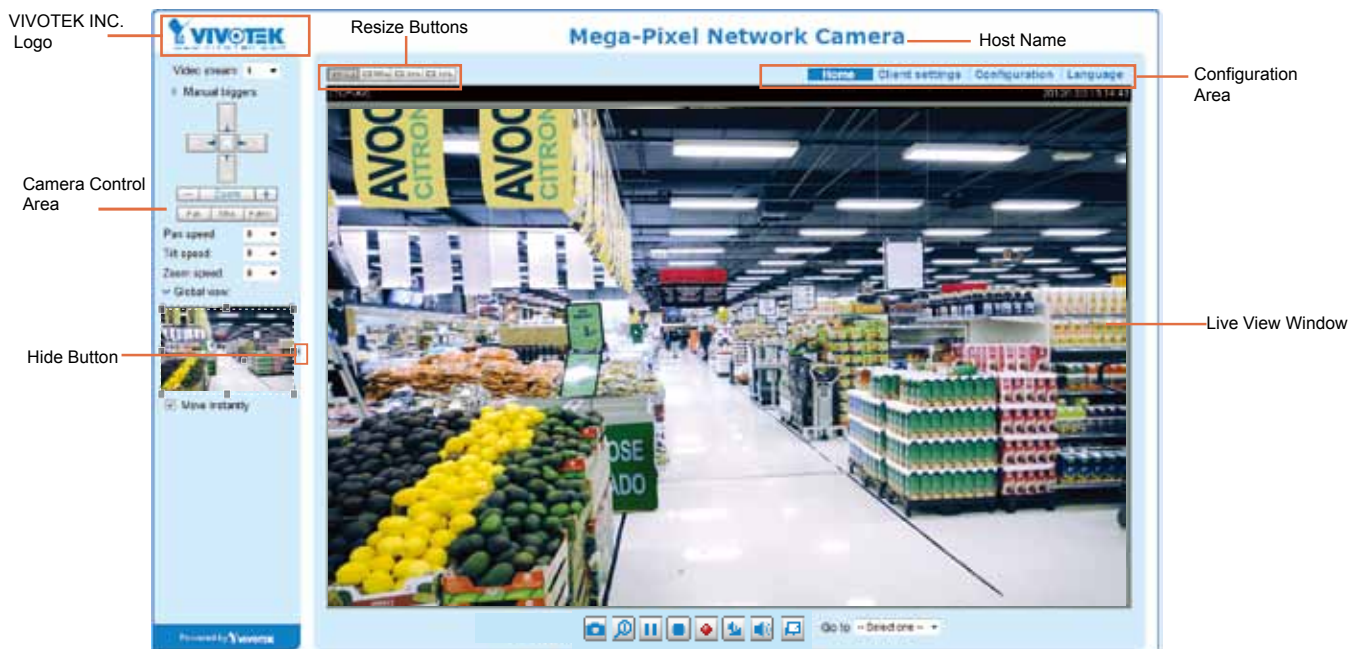 VIVOTEK INC.
Logo
VIVOTEK
Resize Buttons
Mega-Pixel Network Camera
Host Name
Video stream 1
Manual triggers
Home Client settings Configuration Language
Configuration
Area
AVOC
CITRON
AVOC
CITRON
Camera Control
Area
Zoom
Pan speed
Tilt speed
Zoom speed
Global view
Live View Window
Hide Button
Move instantly
OSE
ADO
Powered by VIVOTEK
Go to -- Select one --